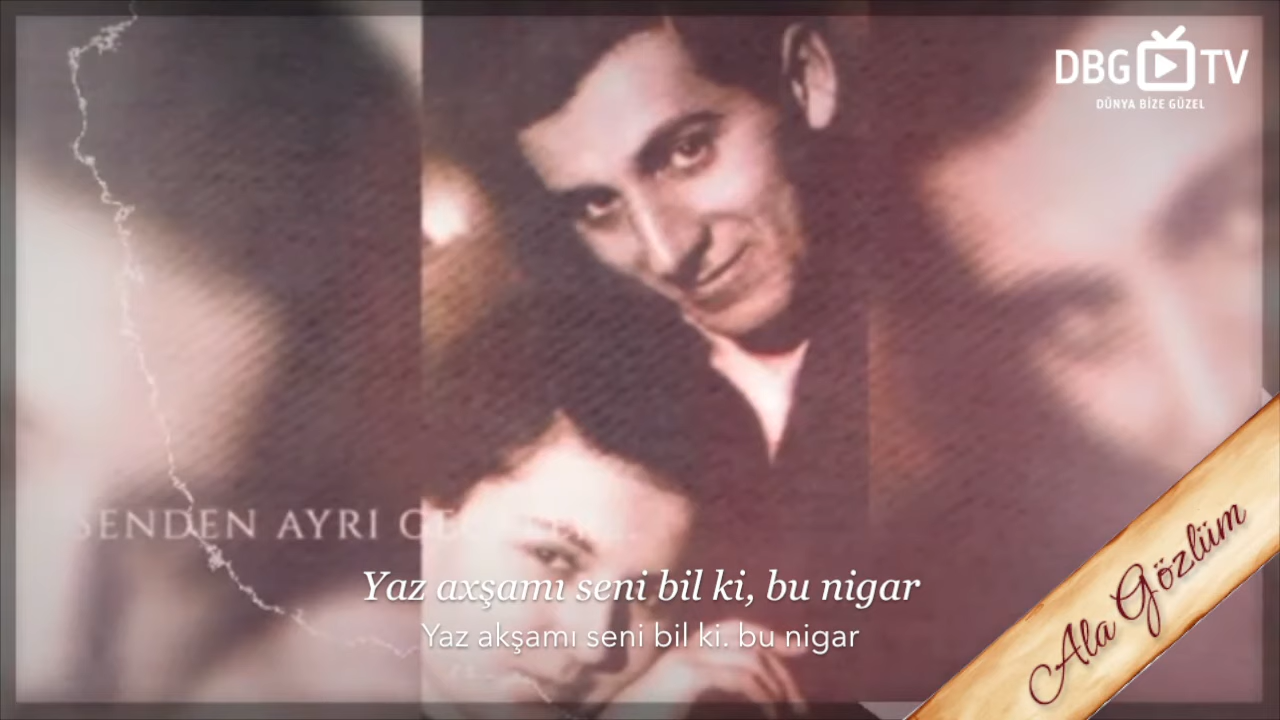 DBG TV
DÜNYA BİZE GÜZEL
SENDEN AYRI
Yaz axşamı seni bil ki, bu nigar
Yaz akşamı seni bil ki. bu nigar
Ala Gözlüm